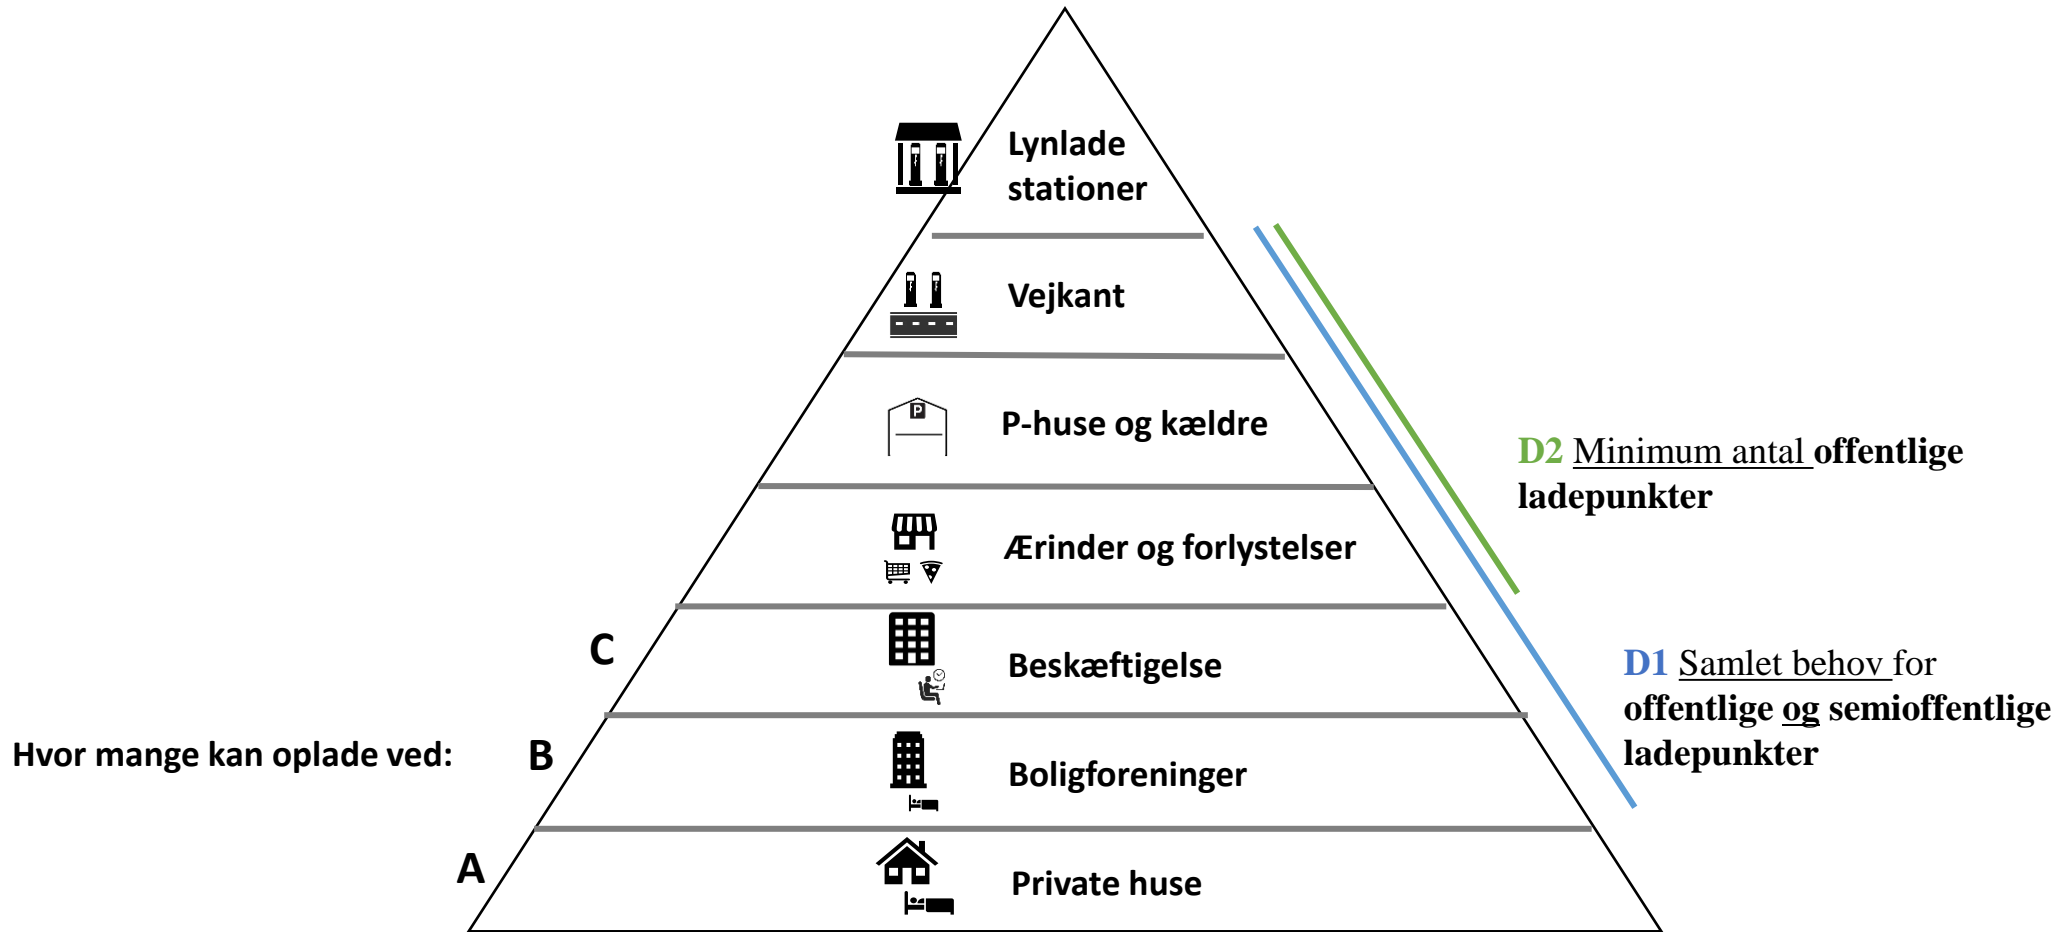 Lynlade
stationer
Vejkant
P
P-huse og kældre
D2 Minimum antal offentlige
ladepunkter
Ærinder og forlystelser
C
Beskæftigelse
D1 Samlet behov for
offentlige og semioffentlige
ladepunkter
Hvor mange kan oplade ved:
B
Boligforeninger
A
Private huse